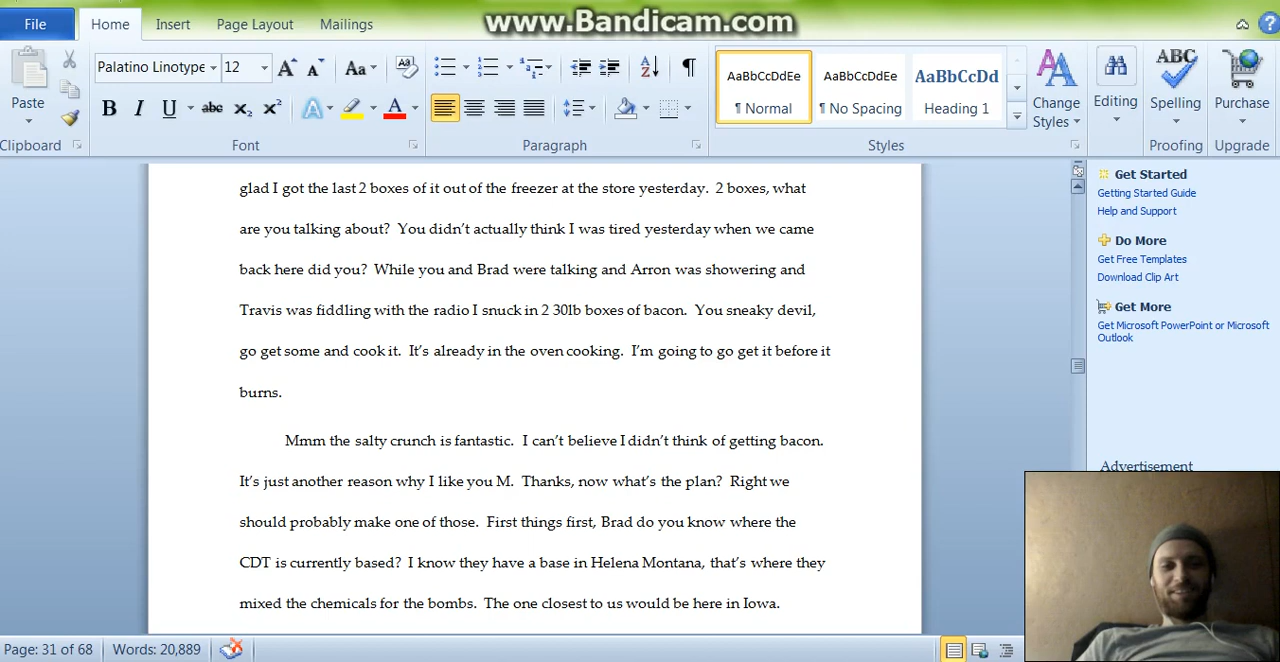 www.Bandicam.com
File Home Insert Page Layout Mailings
Palatino Linotype 12 Aa
AaBbCcDdEe AaBbCcDdEe AaBbCcDd
Paste B I U abc X₂ X² A A ¶ Normal ¶ No Spacing Heading 1 Change Styles Editing ABC Spelling Purchase
Clipboard Font Paragraph Styles Proofing Upgrade
glad I got the last 2 boxes of it out of the freezer at the store yesterday.  2 boxes, what
are you talking about?  You didn’t actually think I was tired yesterday when we came
back here did you?  While you and Brad were talking and Arron was showering and
Travis was fiddling with the radio I snuck in 2 30lb boxes of bacon.  You sneaky devil,
go get some and cook it.  It’s already in the oven cooking.  I’m going to go get it before it
burns.
Mmm the salty crunch is fantastic.  I can’t believe I didn’t think of getting bacon.
It’s just another reason why I like you M.  Thanks, now what’s the plan?  Right we
should probably make one of those.  First things first, Brad do you know where the
CDT is currently based?  I know they have a base in Helena Montana, that’s where they
mixed the chemicals for the bombs.  The one closest to us would be here in Iowa.
Get Started
Getting Started Guide
Help and Support
Do More
Get Free Templates
Download Clip Art
Get More
Get Microsoft PowerPoint or Microsoft
Outlook
Advertisement
Page: 31 of 68 Words: 20,889